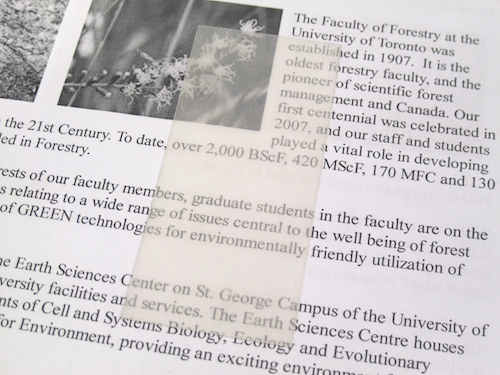 The Faculty of Forestry at the
University of Toronto was
established in 1907. It is the
oldest forestry faculty, and the
pioneer of scientific forest
management and Canada. Our
first centennial was celebrated in
2007, and our staff and students
played a vital role in developing
the 21st Century. To date, over 2,000 BScF, 420 MScF, 170 MFC and 130
in Forestry.
of our faculty members, graduate students in the faculty are on the
relating to a wide range of issues central to the well being of forest
of GREEN technologies for environmentally friendly utilization of
Earth Sciences Center on St. George Campus of the University of
facilities and services. The Earth Sciences Centre houses
of Cell and Systems Biology, Ecology and Evolutionary
for Environment, providing an exciting